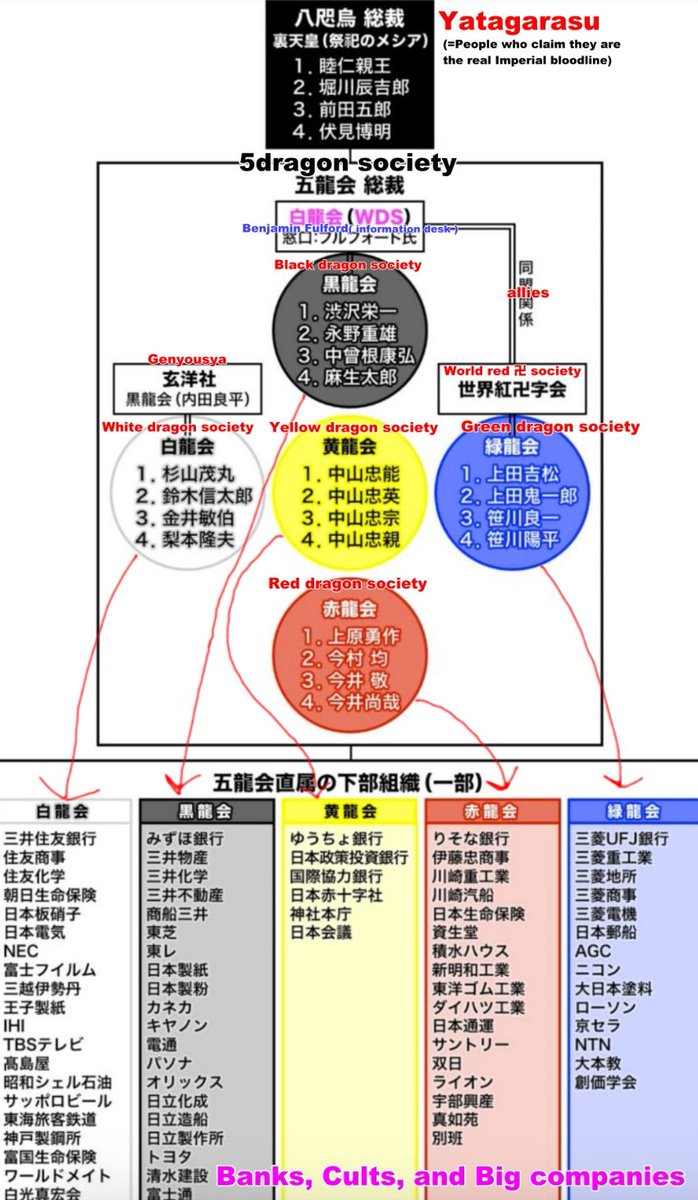 八咫烏 総裁
裏天皇(祭祀のメシア)
1. 睦仁親王
2. 堀川辰吉郎
3. 前田五郎
4. 伏見博明
Yatagarasu
(=People who claim they are
the real Imperial bloodline)
5dragon society
五龍会 総裁
白龍会(WDS)
Benjamin Fulford( information desk )
窓口:フルフォード氏
同盟関係
allies
Black dragon society
黒龍会
1. 渋沢栄一
2. 永野重雄
3. 中曾根康弘
4. 麻生太郎
Genyousya
玄洋社
黒龍会(内田良平)
World red 卍 society
世界紅卍字会
White dragon society
白龍会
1. 杉山茂丸
2. 鈴木信太郎
3. 金井敏伯
4. 梨本隆夫
Yellow dragon society
黄龍会
1. 中山忠能
2. 中山忠英
3. 中山忠宗
4. 中山忠親
Green dragon society
緑龍会
1. 上田吉松
2. 上田鬼一郎
3. 笹川良一
4. 笹川陽平
Red dragon society
赤龍会
1. 上原勇作
2. 今村 均
3. 今井 敬
4. 今井尚哉
五龍会直属の下部組織(一部)
白龍会
三井住友銀行
住友商事
住友化学
朝日生命保険
日本板硝子
日本電気
NEC
富士フイルム
三越伊勢丹
王子製紙
IHI
TBSテレビ
髙島屋
昭和シェル石油
サッポロビール
東海旅客鉄道
神戸製鋼所
富国生命保険
ワールドメイト
白光真宏会
黒龍会
みずほ銀行
三井物産
三井化学
三井不動産
商船三井
東芝
東レ
日本製紙
日本製粉
カネカ
キヤノン
電通
パソナ
オリックス
日立化成
日立造船
日立製作所
トヨタ
清水建設
富士通
黄龍会
ゆうちょ銀行
日本政策投資銀行
国際協力銀行
日本赤十字社
神社本庁
日本会議
赤龍会
りそな銀行
伊藤忠商事
川崎重工業
川崎汽船
日本生命保険
資生堂
積水ハウス
新明和工業
東洋ゴム工業
ダイハツ工業
日本通運
サントリー
双日
ライオン
宇部興産
真如苑
別班
緑龍会
三菱UFJ銀行
三菱重工業
三菱地所
三菱商事
三菱電機
日本郵船
AGC
ニコン
大日本塗料
ローソン
京セラ
NTN
大本教
創価学会
Banks, Cults, and Big companies